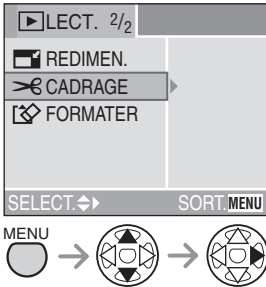 LECT. 2/2
REDIMEN.
CADRAGE
FORMATER
SELECT. SORT. MENU
MENU